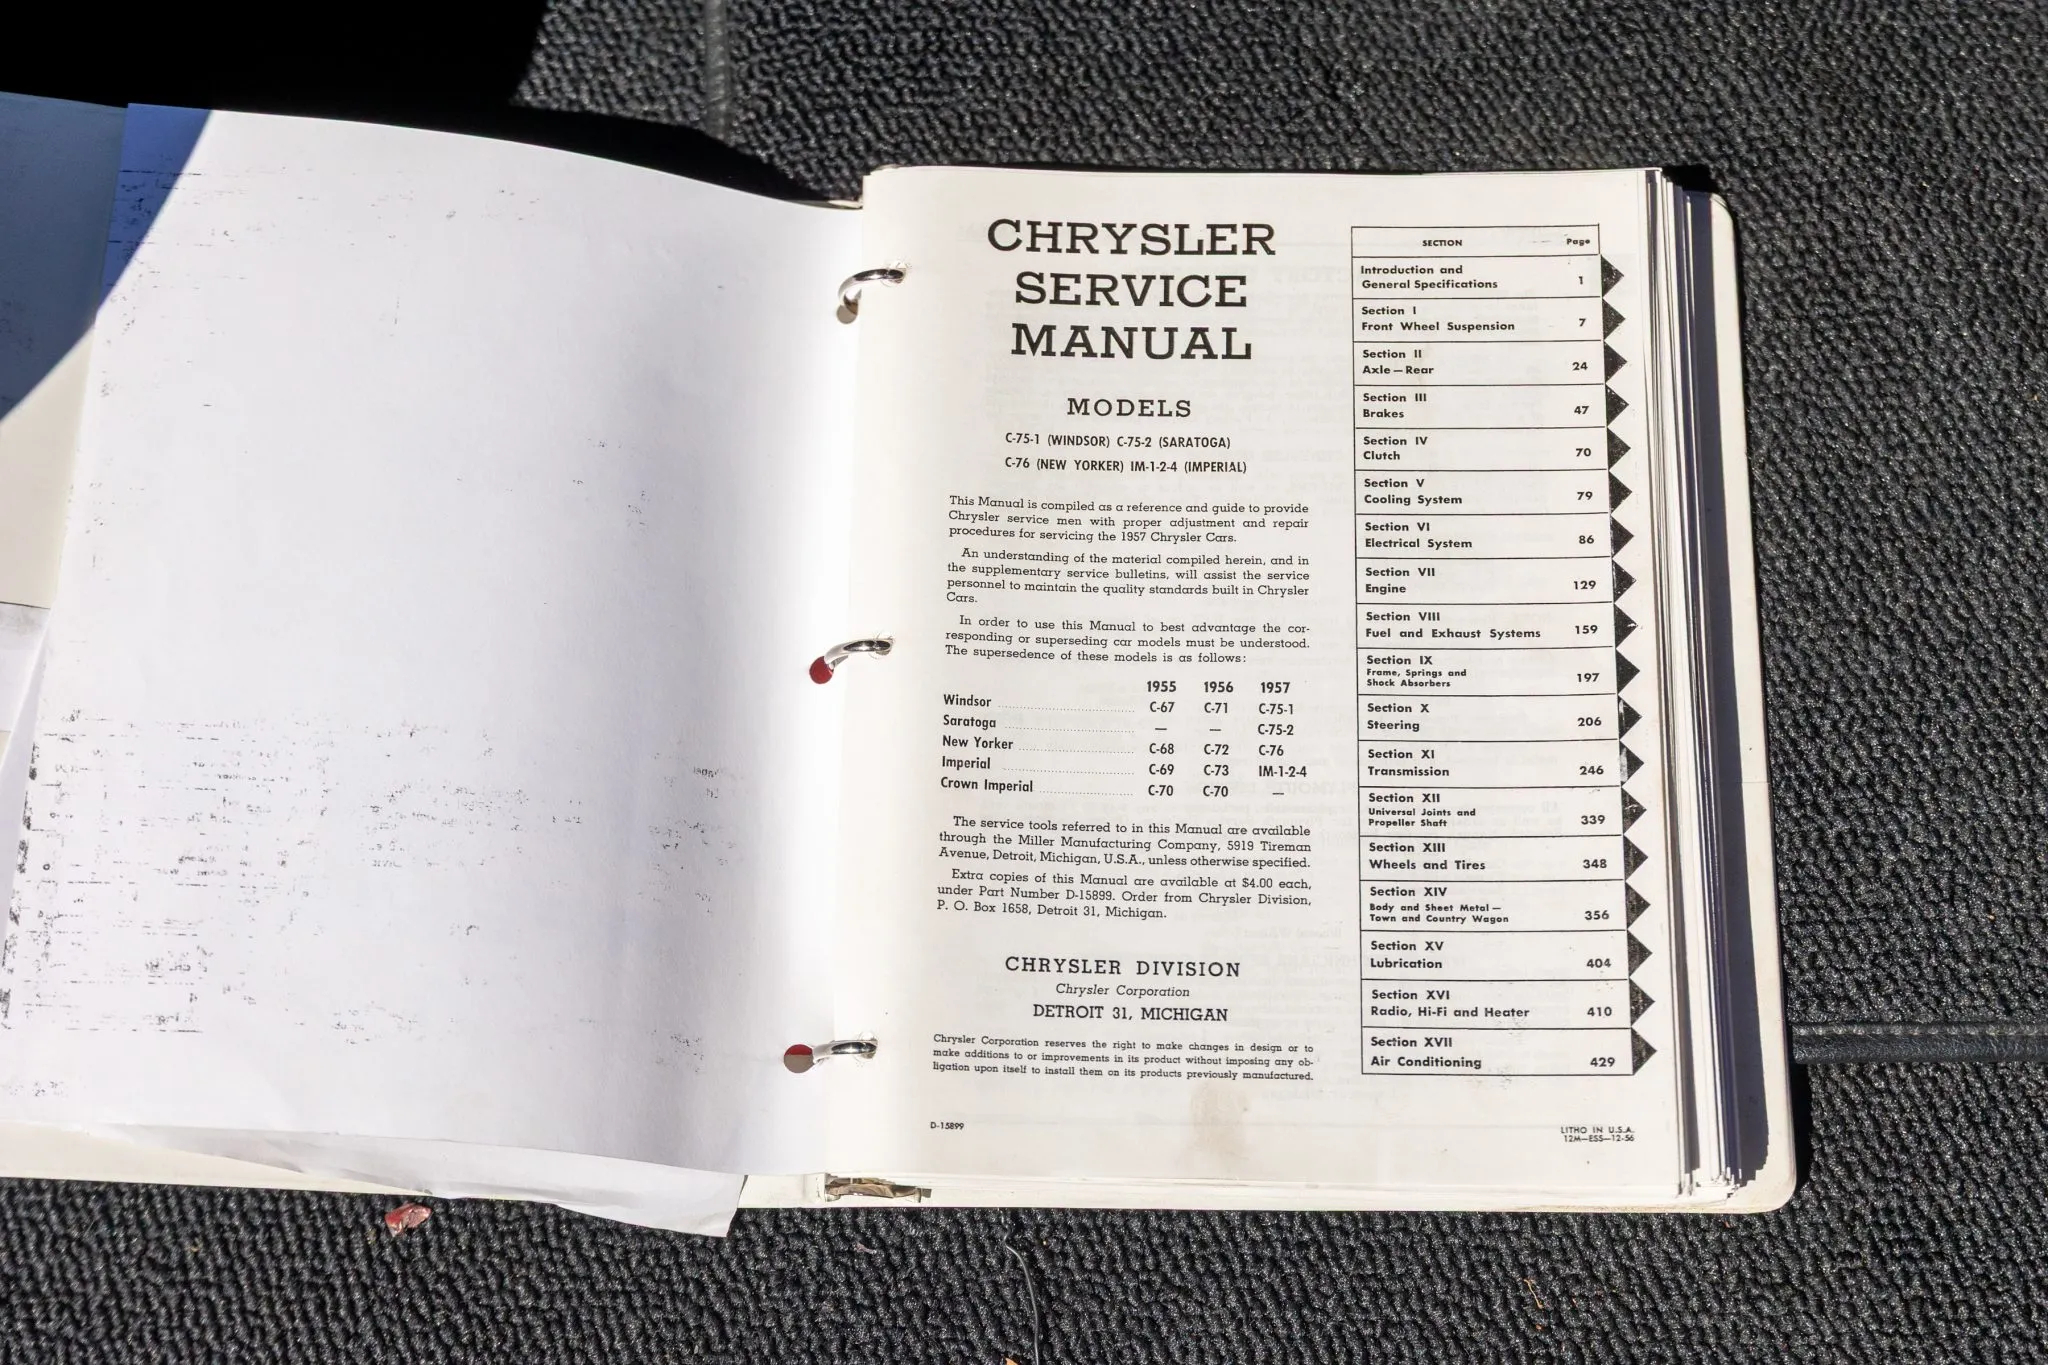 CHRYSLER
SERVICE
MANUAL
MODELS
C-75-1 (WINDSOR) C-75-2 (SARATOGA)
C-76 (NEW YORKER) IM-1-2-4 (IMPERIAL)
This Manual is compiled as a reference and guide to provide
Chrysler service men with proper adjustment and repair
procedures for servicing the 1957 Chrysler Cars.
An understanding of the material compiled herein, and in
the supplementary service bulletins, will assist the service
personnel to maintain the quality standards built in Chrysler
Cars.
In order to use this Manual to best advantage the cor-
responding or superseding car models must be understood.
The supersedence of these models is as follows:
1955 1956 1957
Windsor C-67 C-71 C-75-1
Saratoga — — C-75-2
New Yorker C-68 C-72 C-76
Imperial C-69 C-73 IM-1-2-4
Crown Imperial C-70 C-70 —
The service tools referred to in this Manual are available
through the Miller Manufacturing Company, 5919 Tireman
Avenue, Detroit, Michigan, U.S.A., unless otherwise specified.
Extra copies of this Manual are available at $4.00 each,
under Part Number D-15899. Order from Chrysler Division,
P. O. Box 1658, Detroit 31, Michigan.
CHRYSLER DIVISION
Chrysler Corporation
DETROIT 31, MICHIGAN
Chrysler Corporation reserves the right to make changes in design or to
make additions to or improvements in its product without imposing any ob-
ligation upon itself to install them on its products previously manufactured.
D-15899
SECTION Page
Introduction and
General Specifications 1
Section I
Front Wheel Suspension 7
Section II
Axle — Rear 24
Section III
Brakes 47
Section IV
Clutch 70
Section V
Cooling System 79
Section VI
Electrical System 86
Section VII
Engine 129
Section VIII
Fuel and Exhaust Systems 159
Section IX
Frame, Springs and
Shock Absorbers 197
Section X
Steering 206
Section XI
Transmission 246
Section XII
Universal Joints and
Propeller Shaft 339
Section XIII
Wheels and Tires 348
Section XIV
Body and Sheet Metal —
Town and Country Wagon 356
Section XV
Lubrication 404
Section XVI
Radio, Hi-Fi and Heater 410
Section XVII
Air Conditioning 429
LITHO IN U.S.A.
12M—ESS—12-56